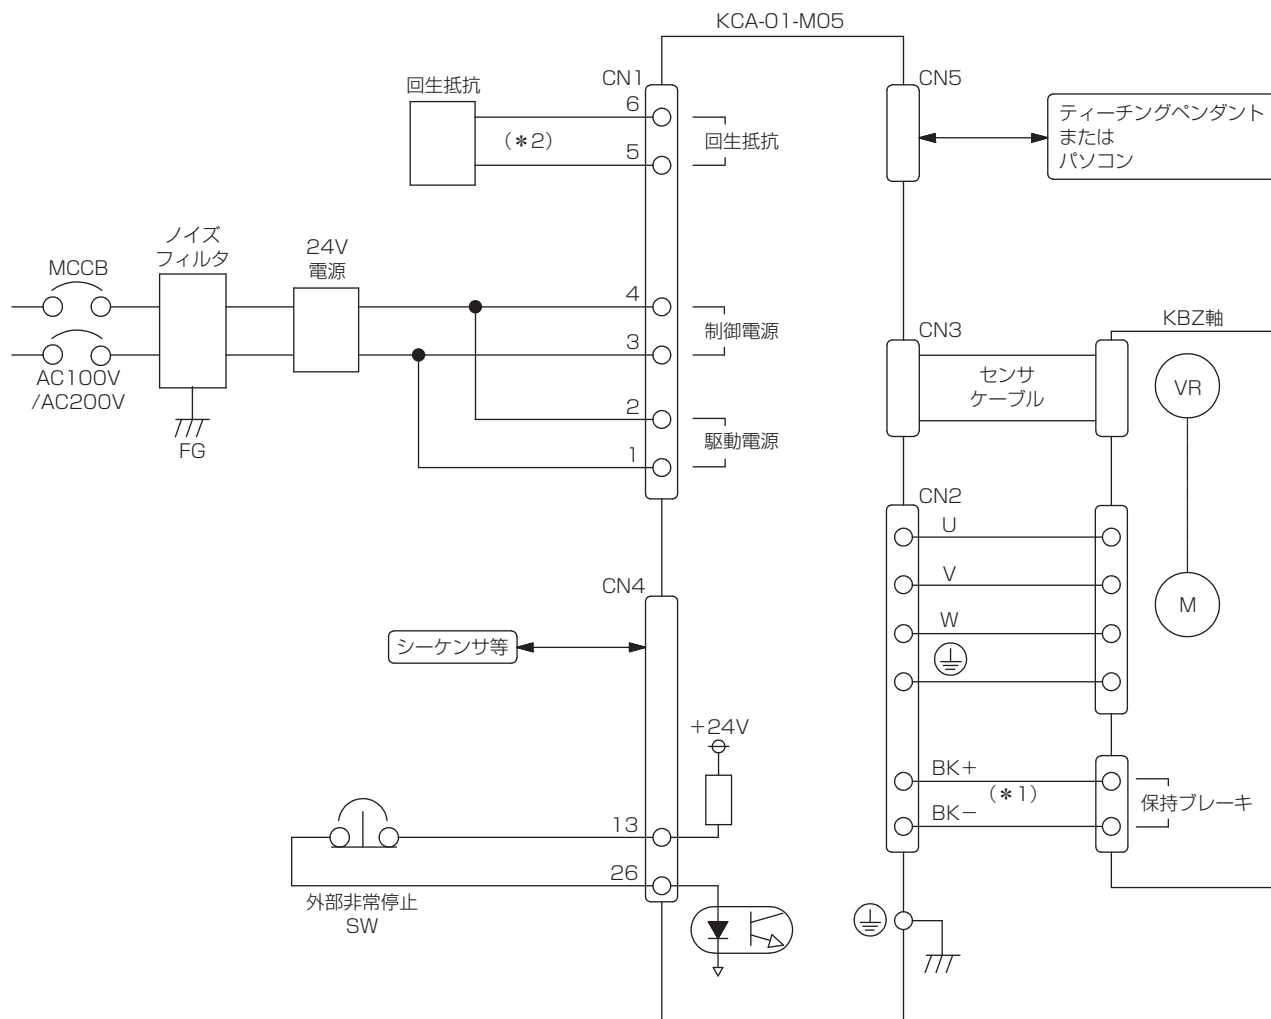 KCA-01-M05
CN1
CN5
回生抵抗
6
(＊2)
5
回生抵抗
ティーチングペンダント
または
パソコン
ノイズ
フィルタ
24V
電源
MCCB
4
3
制御電源
AC100V
/AC200V
FG
2
1
駆動電源
CN3
センサ
ケーブル
KBZ軸
VR
M
CN2
U
V
W
BK+
(＊1)
BK−
保持ブレーキ
CN4
シーケンサ等
+24V
13
26
外部非常停止
SW